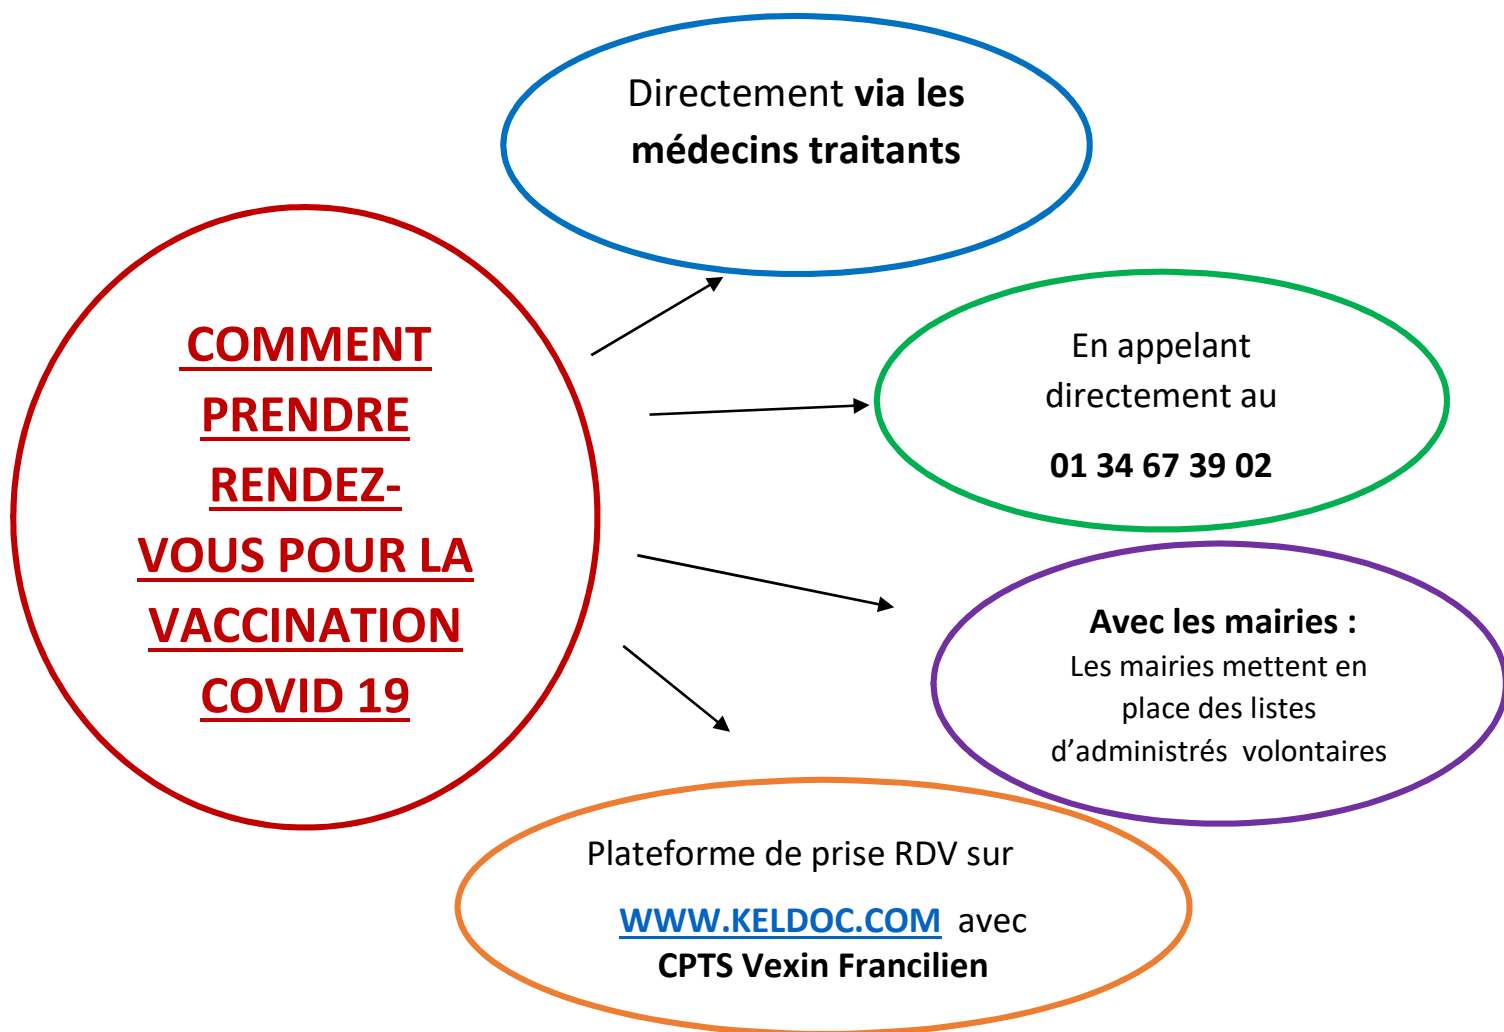 Directement via les
médecins traitants
COMMENT
PRENDRE
RENDEZ-
VOUS POUR LA
VACCINATION
COVID 19
En appelant
directement au
01 34 67 39 02
Avec les mairies :
Les mairies mettent en
place des listes
d’administrés  volontaires
Plateforme de prise RDV sur
WWW.KELDOC.COM  avec
CPTS Vexin Francilien